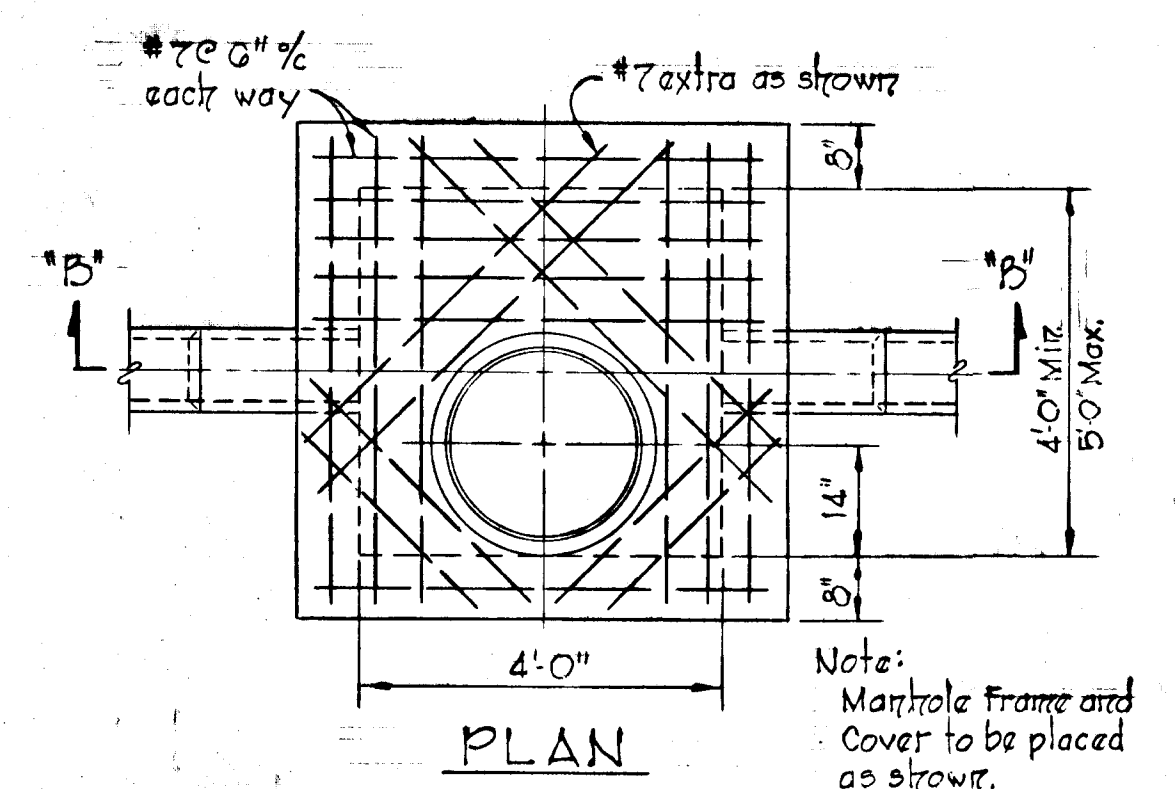 #7@ 6" o/c
each way
#7 extra as shown
8"
"B"
"B"
4'-0" Min.
5'-0" Max.
14"
8"
4'-0"
PLAN
Note:
Manhole Frame and
Cover to be placed
as shown.